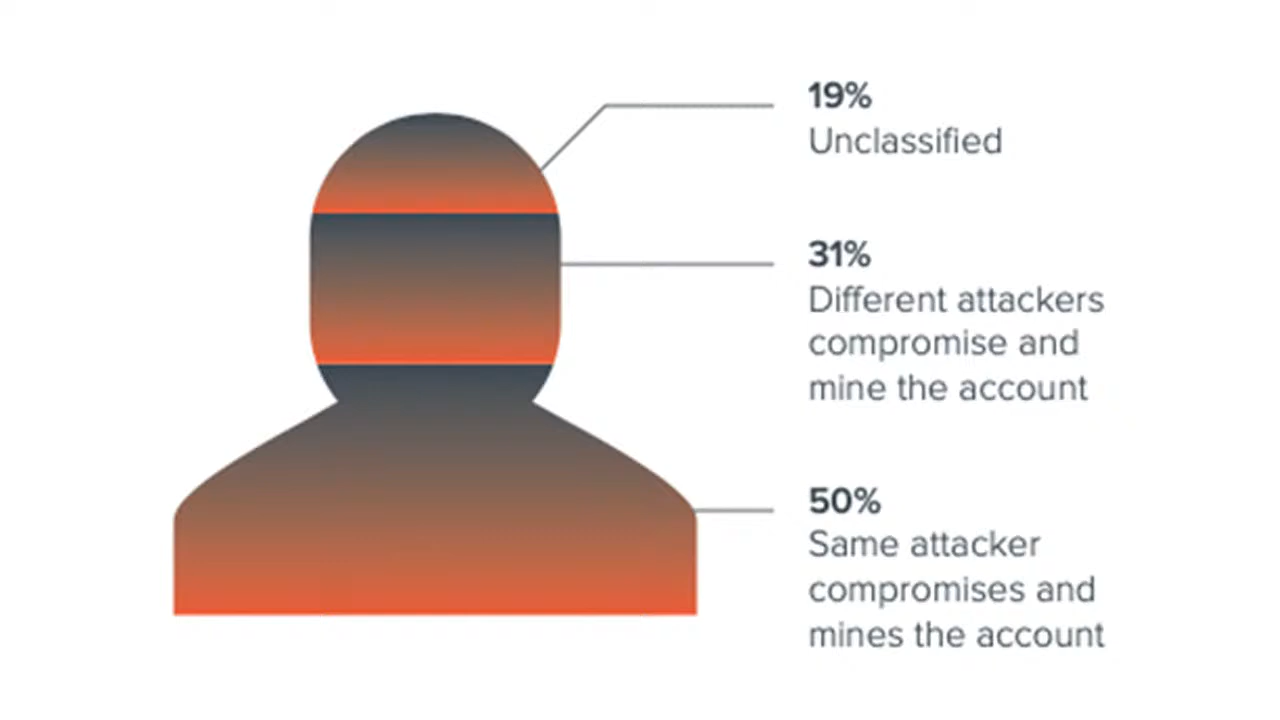 19%
Unclassified
31%
Different attackers
compromise and
mine the account
50%
Same attacker
compromises and
mines the account